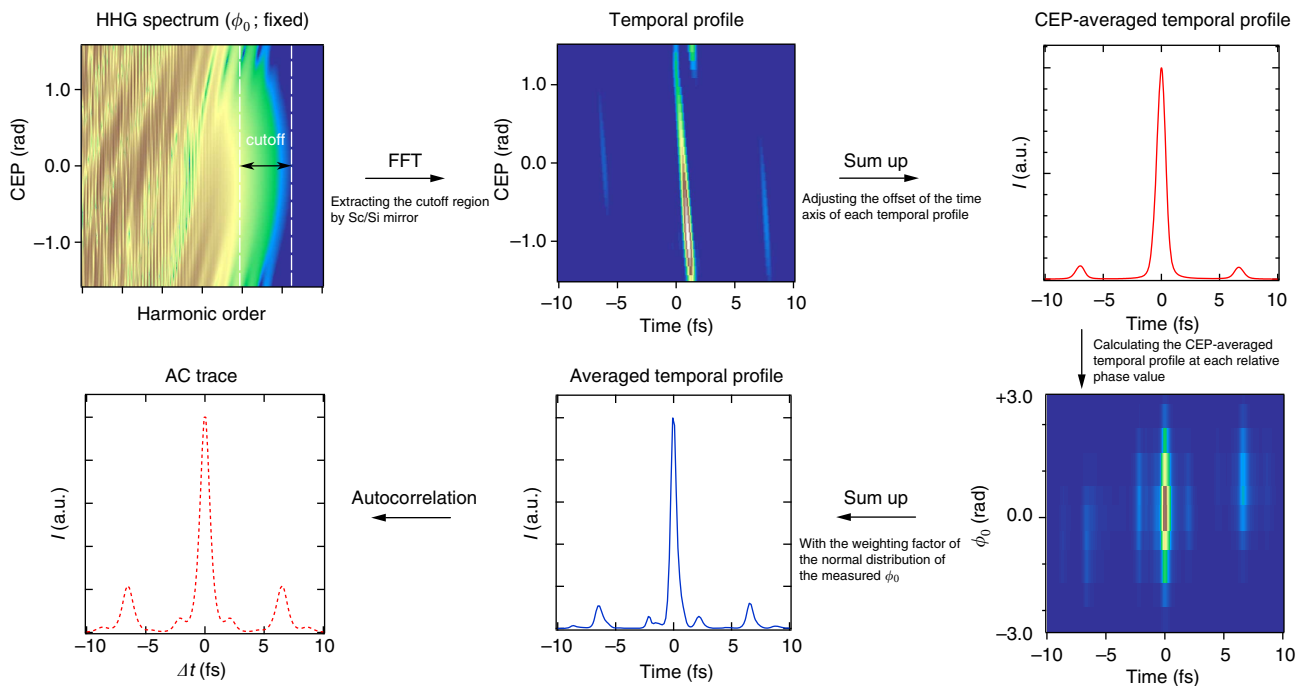 HHG spectrum (ϕ0 ; fixed)
CEP (rad)
1.0
0.0
−1.0
cutoff
Harmonic order
FFT
Extracting the cutoff region
by Sc/Si mirror
Temporal profile
CEP (rad)
1.0
0.0
−1.0
−10 −5 0 5 10
Time (fs)
Sum up
Adjusting the offset of the time
axis of each temporal profile
CEP-averaged temporal profile
I (a.u.)
−10 −5 0 5 10
Time (fs)
Calculating the CEP-averaged
temporal profile at each relative
phase value
AC trace
I (a.u.)
−10 −5 0 5 10
Δt (fs)
Autocorrelation
Averaged temporal profile
I (a.u.)
−10 −5 0 5 10
Time (fs)
Sum up
With the weighting factor of
the normal distribution of
the measured ϕ0
ϕ0 (rad)
+3.0
0.0
−3.0
−10 −5 0 5 10
Time (fs)